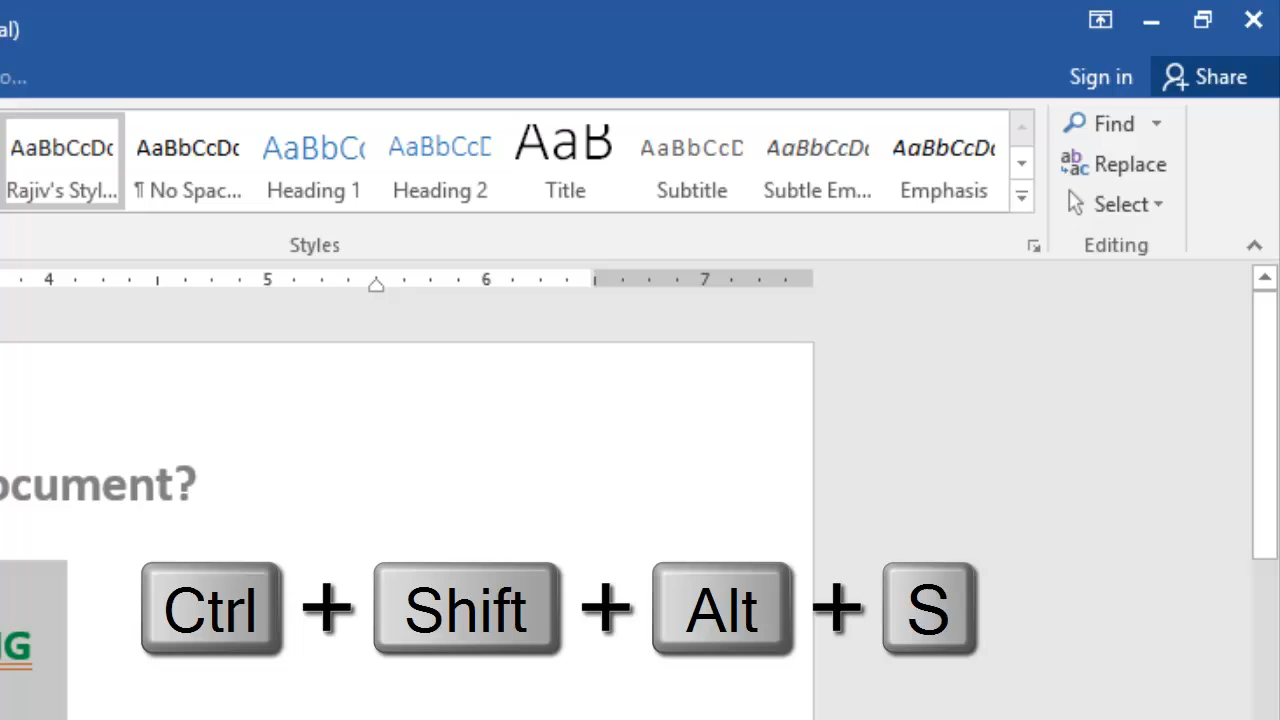 al)
o...
Sign in Share
AaBbCcDc AaBbCcDc AaBbCc AaBbCcD AaB AaBbCcD AaBbCcDc AaBbCcDc
Rajiv's Styl... ¶ No Spac... Heading 1 Heading 2 Title Subtitle Subtle Em... Emphasis
Find
ab
ac Replace
Select
Styles Editing
4 5 6 7
ocument?
Ctrl + Shift + Alt + S
G